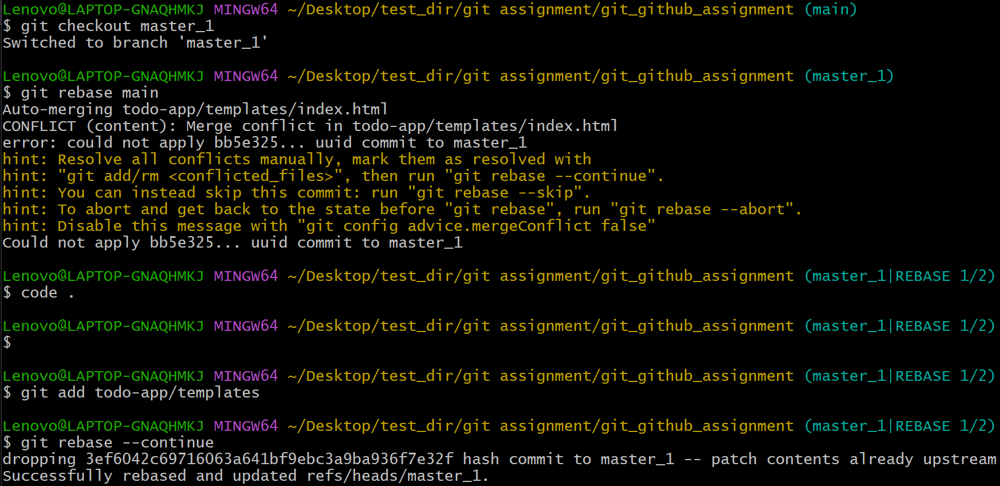 Lenovo@LAPTOP-GNAQHMKJ MINGW64 ~/Desktop/test_dir/git assignment/git_github_assignment (main)
$ git checkout master_1
Switched to branch 'master_1'
Lenovo@LAPTOP-GNAQHMKJ MINGW64 ~/Desktop/test_dir/git assignment/git_github_assignment (master_1)
$ git rebase main
Auto-merging todo-app/templates/index.html
CONFLICT (content): Merge conflict in todo-app/templates/index.html
error: could not apply bb5e325... uuid commit to master_1
hint: Resolve all conflicts manually, mark them as resolved with
hint: "git add/rm <conflicted_files>", then run "git rebase --continue".
hint: You can instead skip this commit: run "git rebase --skip".
hint: To abort and get back to the state before "git rebase", run "git rebase --abort".
hint: Disable this message with "git config advice.mergeConflict false"
Could not apply bb5e325... uuid commit to master_1
Lenovo@LAPTOP-GNAQHMKJ MINGW64 ~/Desktop/test_dir/git assignment/git_github_assignment (master_1|REBASE 1/2)
$ code .
Lenovo@LAPTOP-GNAQHMKJ MINGW64 ~/Desktop/test_dir/git assignment/git_github_assignment (master_1|REBASE 1/2)
$
Lenovo@LAPTOP-GNAQHMKJ MINGW64 ~/Desktop/test_dir/git assignment/git_github_assignment (master_1|REBASE 1/2)
$ git add todo-app/templates
Lenovo@LAPTOP-GNAQHMKJ MINGW64 ~/Desktop/test_dir/git assignment/git_github_assignment (master_1|REBASE 1/2)
$ git rebase --continue
dropping 3ef6042c69716063a641bf9ebc3a9ba936f7e32f hash commit to master_1 -- patch contents already upstream
Successfully rebased and updated refs/heads/master_1.